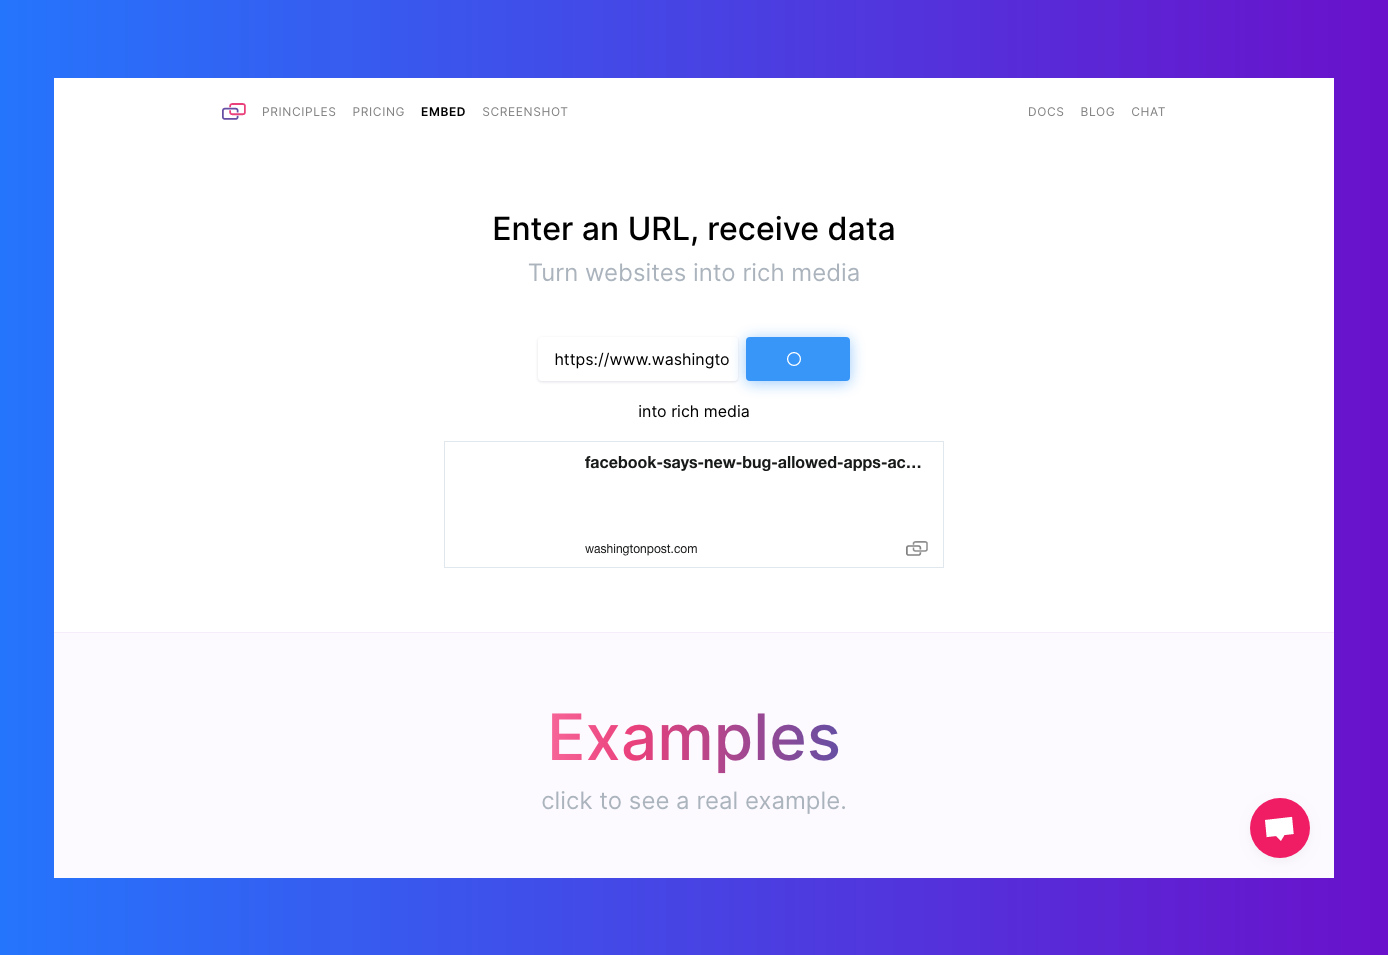 PRINCIPLES PRICING EMBED SCREENSHOT DOCS BLOG CHAT
Enter an URL, receive data
Turn websites into rich media
https://www.washingto
into rich media
facebook-says-new-bug-allowed-apps-ac...
washingtonpost.com
Examples
click to see a real example.